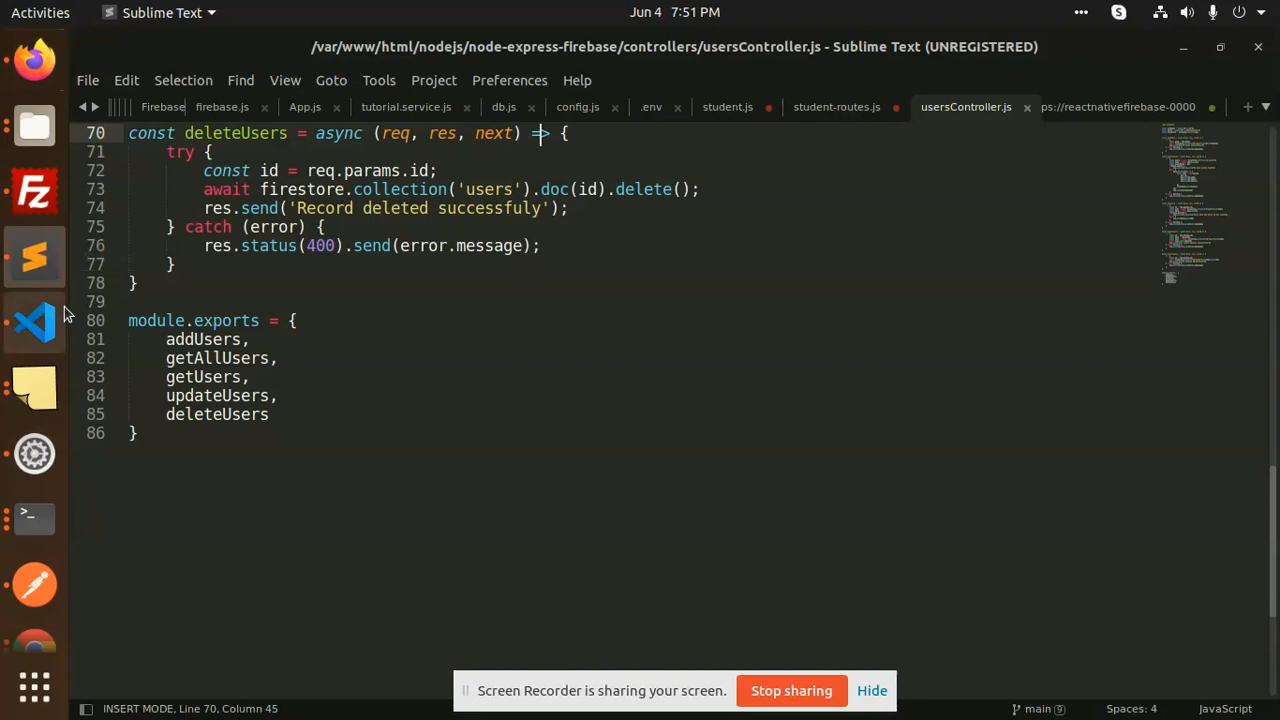 Activities
Sublime Text
Jun 4 7:51 PM
/var/www/html/nodejs/node-express-firebase/controllers/usersController.js - Sublime Text (UNREGISTERED)
File Edit Selection Find View Goto Tools Project Preferences Help
Firebase firebase.js App.js tutorial.service.js db.js config.js .env student.js student-routes.js usersController.js ps://reactnativefirebase-0000
70 const deleteUsers = async (req, res, next) => {
71 try {
72 const id = req.params.id;
73 await firestore.collection('users').doc(id).delete();
74 res.send('Record deleted successfuly');
75 } catch (error) {
76 res.status(400).send(error.message);
77 }
78 }
79
80 module.exports = {
81 addUsers,
82 getAllUsers,
83 getUsers,
84 updateUsers,
85 deleteUsers
86 }
Screen Recorder is sharing your screen. Stop sharing Hide
INSERT MODE, Line 70, Column 45 main 9 Spaces: 4 JavaScript